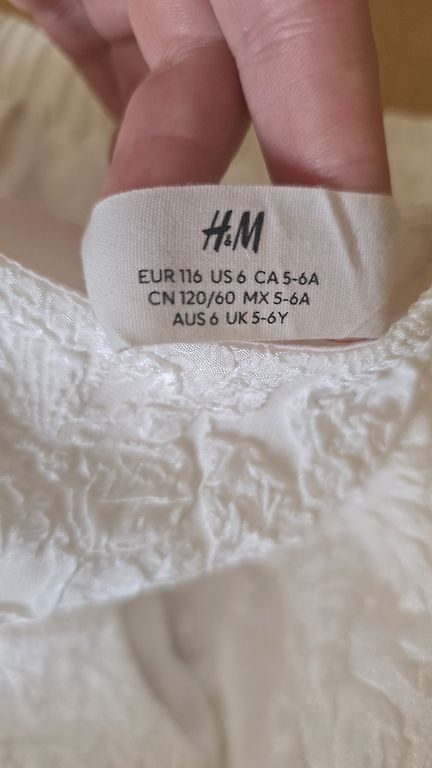 H&M
EUR 116 US 6 CA 5-6A
CN 120/60 MX 5-6A
AUS 6 UK 5-6Y